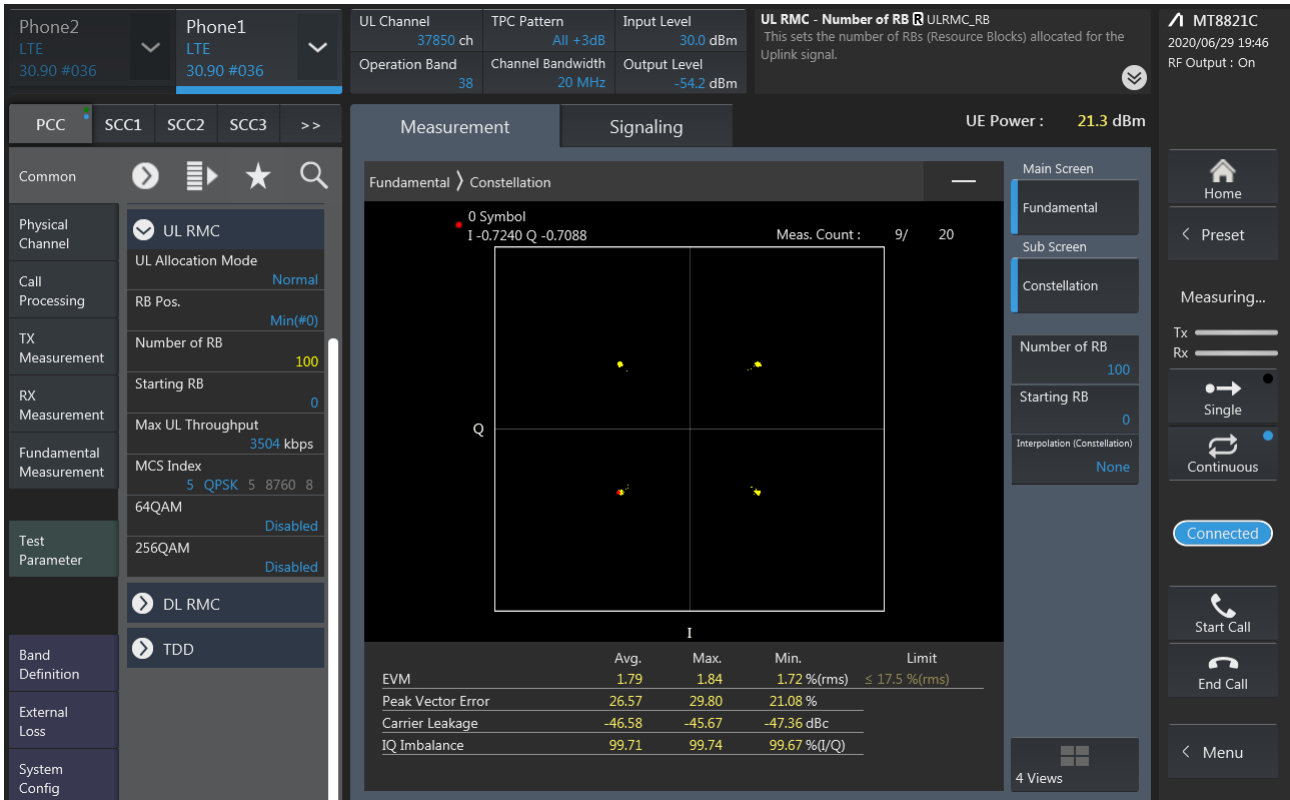 Phone2
LTE
30.90 #036
Phone1
LTE
30.90 #036
UL Channel
37850 ch
TPC Pattern
All +3dB
Input Level
30.0 dBm
Operation Band
38
Channel Bandwidth
20 MHz
Output Level
-54.2 dBm
UL RMC - Number of RB R ULRMC_RB
This sets the number of RBs (Resource Blocks) allocated for the
Uplink signal.
MT8821C
2020/06/29 19:46
RF Output : On
PCC
SCC1
SCC2
SCC3
>>
Measurement
Signaling
UE Power : 21.3 dBm
Common
Physical
Channel
Call
Processing
TX
Measurement
RX
Measurement
Fundamental
Measurement
Test
Parameter
Band
Definition
External
Loss
System
Config
UL RMC
UL Allocation Mode
Normal
RB Pos.
Min(#0)
Number of RB
100
Starting RB
0
Max UL Throughput
3504 kbps
MCS Index
5 QPSK 5 8760 8
64QAM
Disabled
256QAM
Disabled
DL RMC
TDD
Fundamental 〉 Constellation
0 Symbol
I -0.7240 Q -0.7088
Meas. Count : 9/ 20
Q
I
Avg. Max. Min. Limit
EVM 1.79 1.84 1.72 %(rms) ≤ 17.5 %(rms)
Peak Vector Error 26.57 29.80 21.08 %
Carrier Leakage -46.58 -45.67 -47.36 dBc
IQ Imbalance 99.71 99.74 99.67 %(I/Q)
Main Screen
Fundamental
Sub Screen
Constellation
Number of RB
100
Starting RB
0
Interpolation (Constellation)
None
4 Views
Home
< Preset
Measuring...
Tx
Rx
Single
Continuous
Connected
Start Call
End Call
< Menu